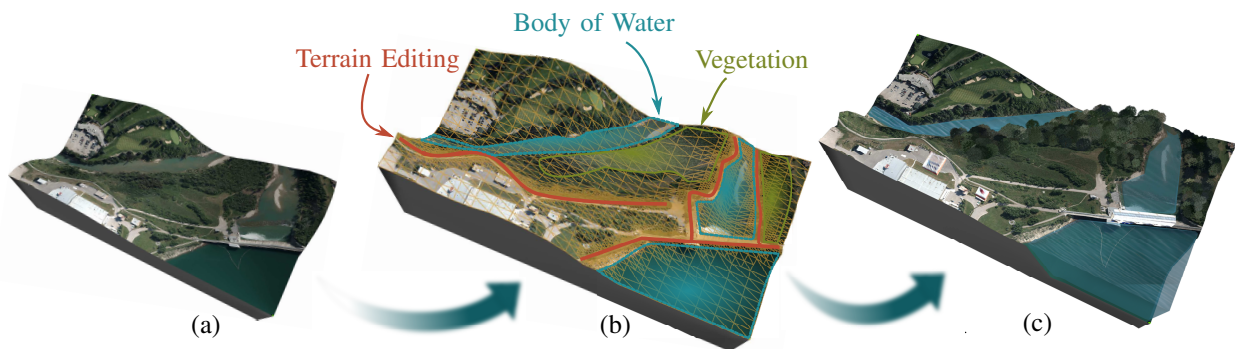 Body of Water
Terrain Editing
Vegetation
(a)
(b)
(c)